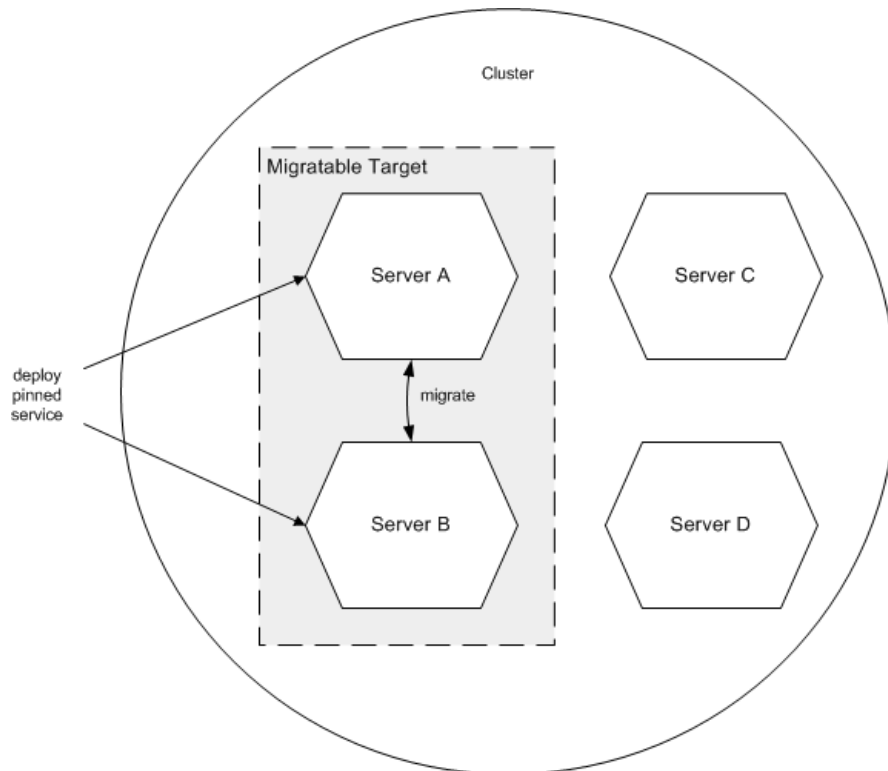 Cluster
Migratable Target
Server A
Server C
deploy
pinned
service
migrate
Server B
Server D